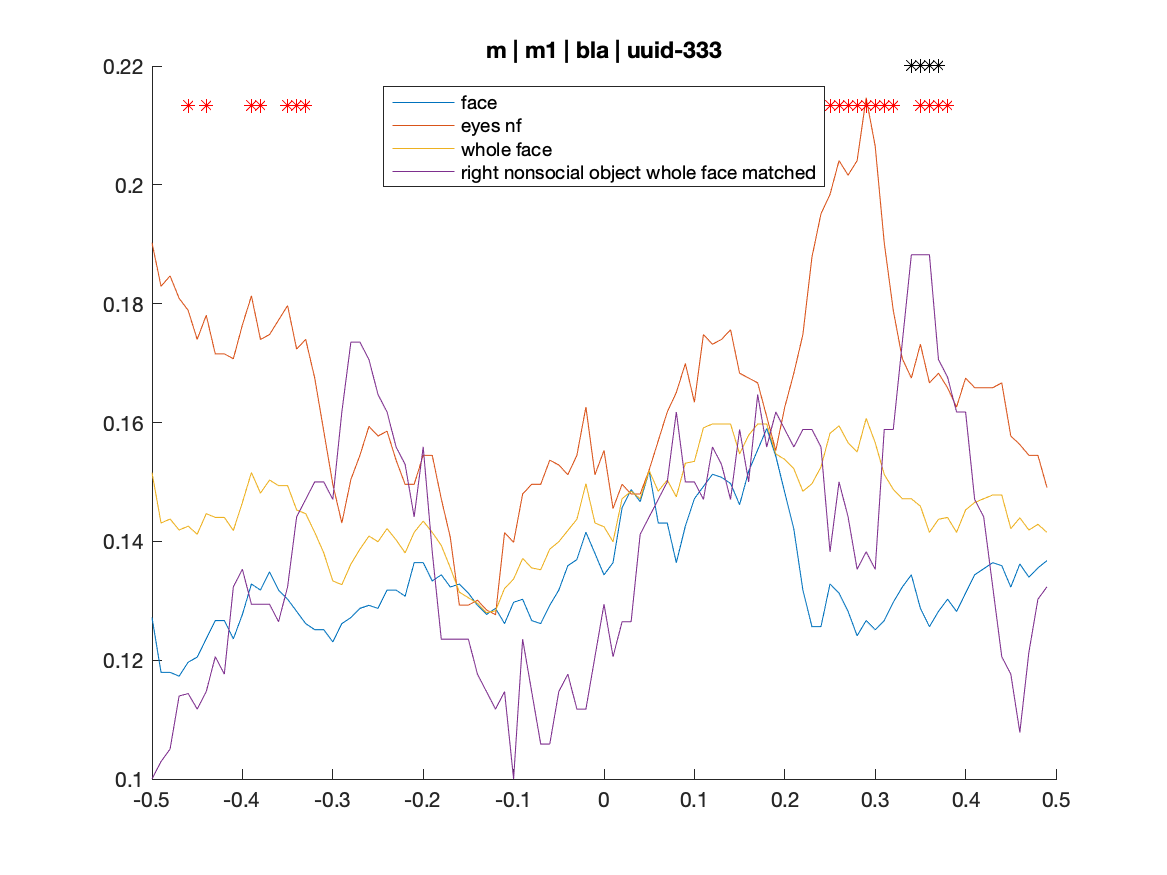 m | m1 | bla | uuid-333
0.22
0.2
0.18
0.16
0.14
0.12
0.1
face
eyes nf
whole face
right nonsocial object whole face matched
-0.5 -0.4 -0.3 -0.2 -0.1 0 0.1 0.2 0.3 0.4 0.5